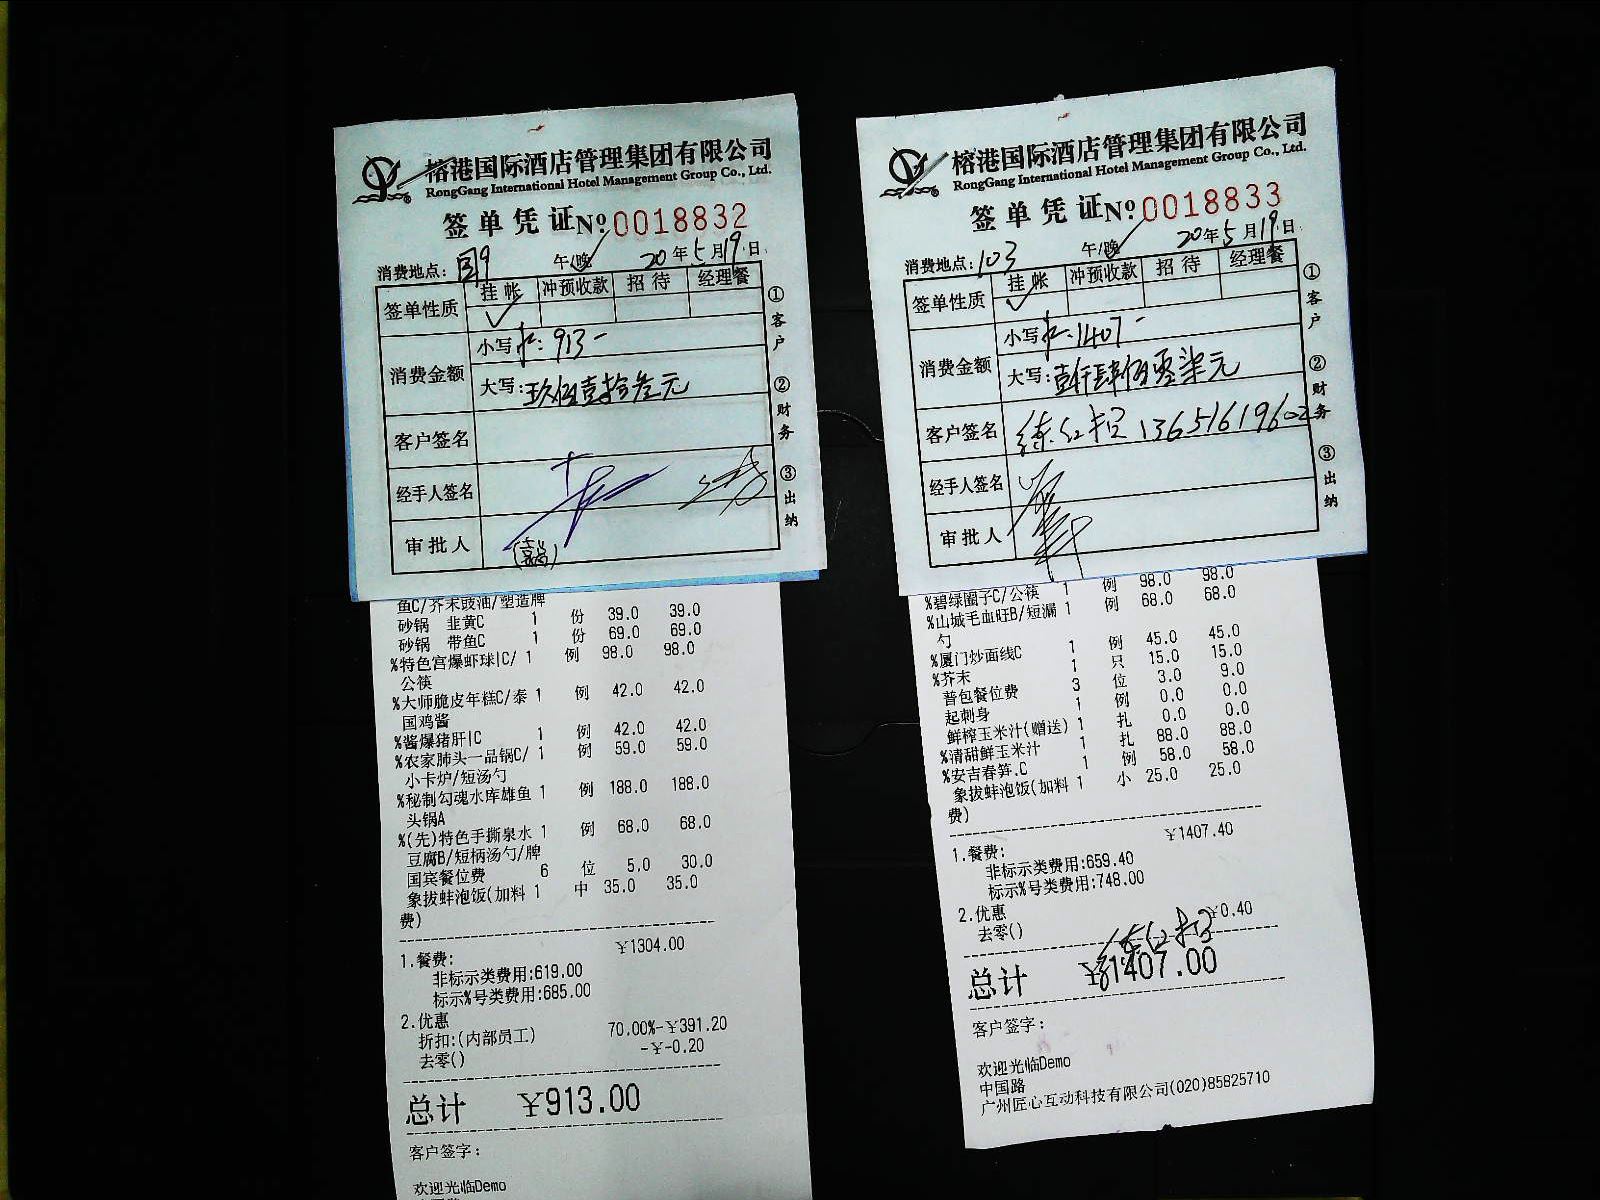 榕港国际酒店管理集团有限公司
RongGang International Hotel Management Group Co., Ltd.
签单凭证 No 0018832
消费地点: 国9 午/晚 20年5月19日
签单性质 挂帐 冲预收款 招待 经理餐
消费金额 小写 : 913-
大写: 玖佰壹拾叁元
客户签名
经手人签名
审批人
①客户 ②财务 ③出纳
鱼C/芥末豉油/塑造牌
砂锅 韭黄C 1 份 39.0 39.0
砂锅 带鱼C 1 份 69.0 69.0
%特色宫爆虾球|C/ 1 例 98.0 98.0
公筷
%大师脆皮年糕C/泰 1 例 42.0 42.0
国鸡酱
%酱爆猪肝|C 1 例 42.0 42.0
%农家肺头一品锅C/ 1 例 59.0 59.0
小卡炉/短汤勺
%秘制勾魂水库雄鱼 1 例 188.0 188.0
头锅A
%(先)特色手撕泉水 1 例 68.0 68.0
豆腐B/短柄汤勺/牌
国宾餐位费 6 位 5.0 30.0
象拔蚌泡饭(加料 1 中 35.0 35.0
费)
1.餐费: ¥1304.00
非标示类费用:619.00
标示%号类费用:685.00
2.优惠
折扣:(内部员工) 70.00%-¥391.20
去零() -¥-0.20
总计 ¥913.00
客户签字:
欢迎光临Demo
榕港国际酒店管理集团有限公司
RongGang International Hotel Management Group Co., Ltd.
签单凭证 No 0018833
消费地点: 103 午/晚 20年5月19日
签单性质 挂帐 冲预收款 招待 经理餐
消费金额 小写 : 1407-
大写: 壹仟肆佰零柒元
客户签名 13651619602
经手人签名
审批人
①客户 ②财务 ③出纳
%碧绿圈子C/公筷 1 例 98.0 98.0
%山城毛血旺B/短漏 1 例 68.0 68.0
勺
%厦门炒面线C 1 例 45.0 45.0
%芥末 1 只 15.0 15.0
普包餐位费 3 位 3.0 9.0
起刺身 1 例 0.0 0.0
鲜榨玉米汁(赠送) 1 扎 0.0 0.0
%清甜鲜玉米汁 1 扎 88.0 88.0
%安吉春笋.C 1 例 58.0 58.0
象拔蚌泡饭(加料 1 小 25.0 25.0
费)
1.餐费: ¥1407.40
非标示类费用:659.40
标示%号类费用:748.00
2.优惠
去零() ¥0.40
总计 ¥1407.00
客户签字:
欢迎光临Demo
中国路
广州匠心互动科技有限公司(020)85825710